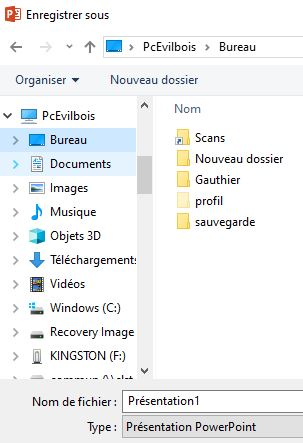 Enregistrer sous
PcEvilbois > Bureau
Organiser Nouveau dossier
PcEvilbois
Bureau
Documents
Images
Musique
Objets 3D
Téléchargements
Vidéos
Windows (C:)
Recovery Image
KINGSTON (F:)
Nom
Scans
Nouveau dossier
Gauthier
profil
sauvegarde
Nom de fichier : Présentation1
Type : Présentation PowerPoint